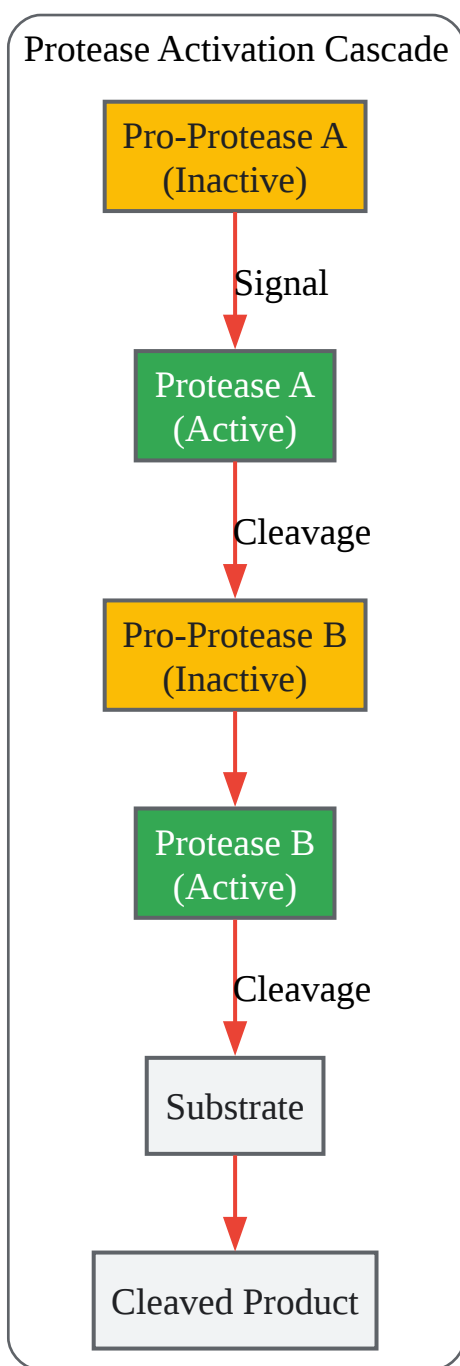 Protease Activation Cascade
Pro-Protease A
(Inactive)
Signal
Protease A
(Active)
Cleavage
Pro-Protease B
(Inactive)
Protease B
(Active)
Cleavage
Substrate
Cleaved Product